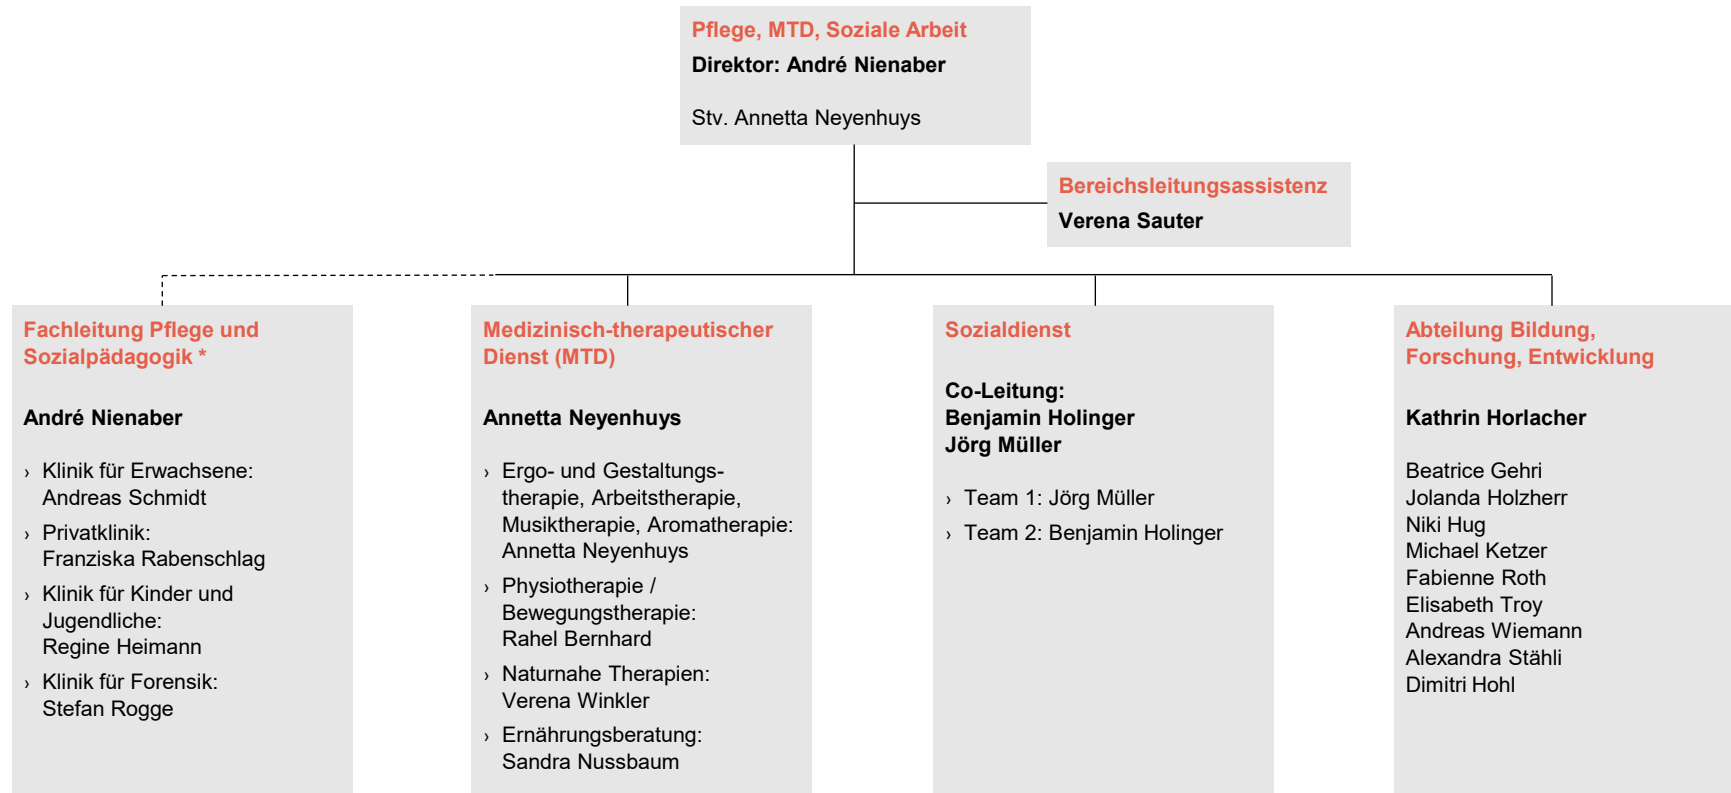 Pflege, MTD, Soziale Arbeit
Direktor: André Nienaber
Stv. Annetta Neyenhuys
Bereichsleitungsassistenz
Verena Sauter
Fachleitung Pflege und
Sozialpädagogik *
André Nienaber
› Klinik für Erwachsene:
Andreas Schmidt
› Privatklinik:
Franziska Rabenschlag
› Klinik für Kinder und
Jugendliche:
Regine Heimann
› Klinik für Forensik:
Stefan Rogge
Medizinisch-therapeutischer
Dienst (MTD)
Annetta Neyenhuys
› Ergo- und Gestaltungs-
therapie, Arbeitstherapie,
Musiktherapie, Aromatherapie:
Annetta Neyenhuys
› Physiotherapie /
Bewegungstherapie:
Rahel Bernhard
› Naturnahe Therapien:
Verena Winkler
› Ernährungsberatung:
Sandra Nussbaum
Sozialdienst
Co-Leitung:
Benjamin Holinger
Jörg Müller
› Team 1: Jörg Müller
› Team 2: Benjamin Holinger
Abteilung Bildung,
Forschung, Entwicklung
Kathrin Horlacher
Beatrice Gehri
Jolanda Holzherr
Niki Hug
Michael Ketzer
Fabienne Roth
Elisabeth Troy
Andreas Wiemann
Alexandra Stähli
Dimitri Hohl